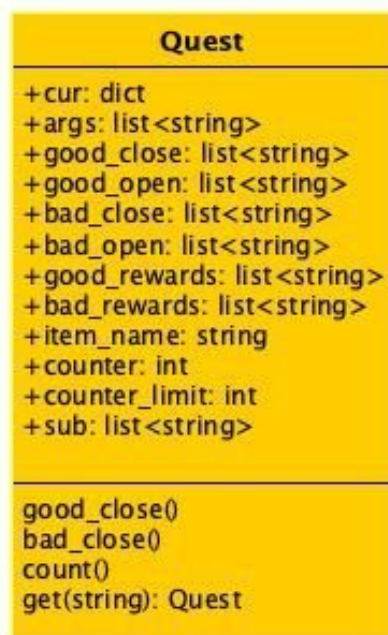 Quest
+cur: dict
+args: list<string>
+good_close: list<string>
+good_open: list<string>
+bad_close: list<string>
+bad_open: list<string>
+good_rewards: list<string>
+bad_rewards: list<string>
+item_name: string
+counter: int
+counter_limit: int
+sub: list<string>
good_close()
bad_close()
count()
get(string): Quest